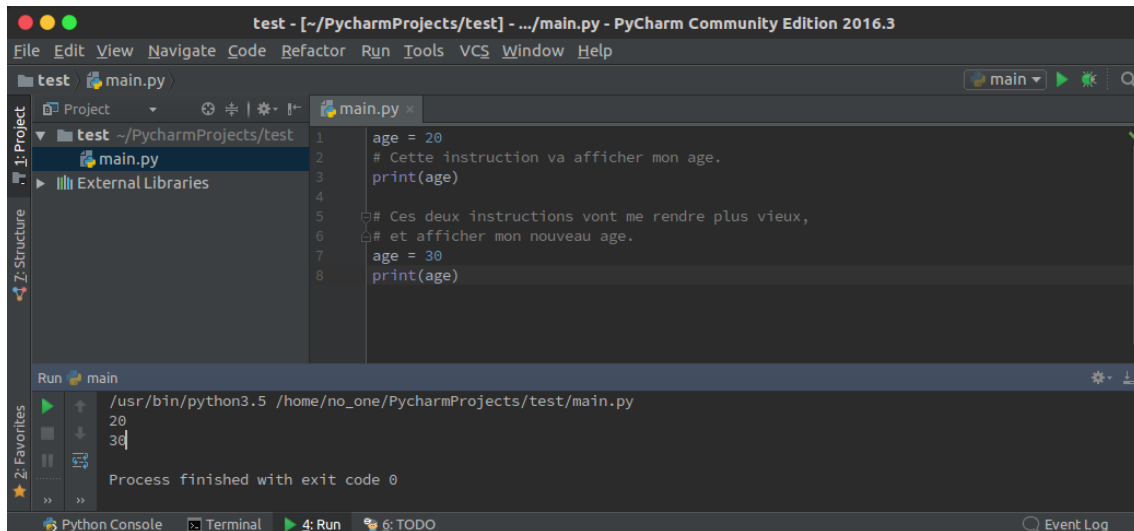 test - [~/PycharmProjects/test] - .../main.py - PyCharm Community Edition 2016.3
File Edit View Navigate Code Refactor Run Tools VCS Window Help
test main.py main
1: Project
Project
main.py ×
test ~/PycharmProjects/test
main.py
External Libraries
7: Structure
1 age = 20
2 # Cette instruction va afficher mon age.
3 print(age)
4
5 # Ces deux instructions vont me rendre plus vieux,
6 # et afficher mon nouveau age.
7 age = 30
8 print(age)
Run main
2: Favorites
/usr/bin/python3.5 /home/no_one/PycharmProjects/test/main.py
20
30
Process finished with exit code 0
Python Console Terminal 4: Run 6: TODO Event Log